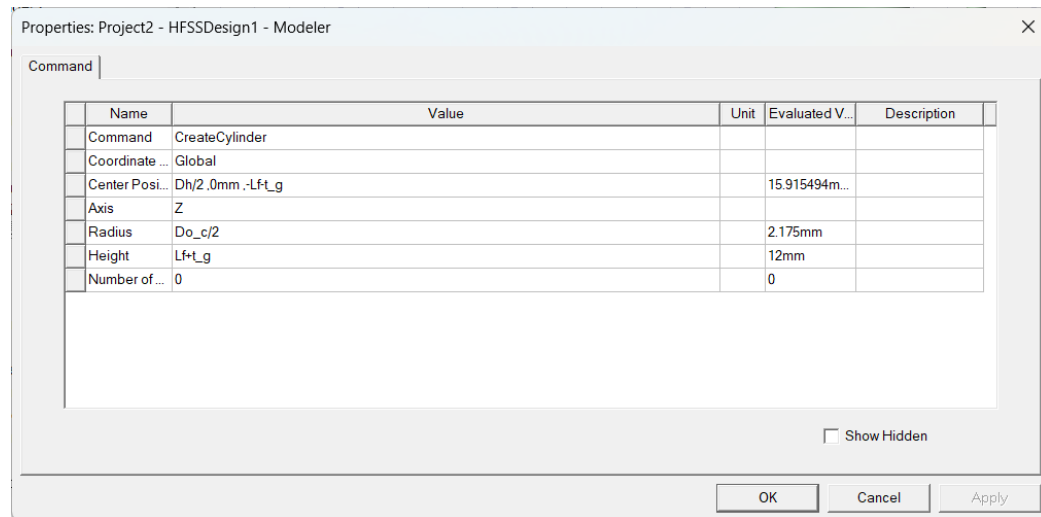 Properties: Project2 - HFSSDesign1 - Modeler
Command
Name Value Unit Evaluated V... Description
Command CreateCylinder
Coordinate ... Global
Center Posi... Dh/2 ,0mm ,-Lf-t_g 15.915494m...
Axis Z
Radius Do_c/2 2.175mm
Height Lf+t_g 12mm
Number of ... 0 0
Show Hidden
OK Cancel Apply